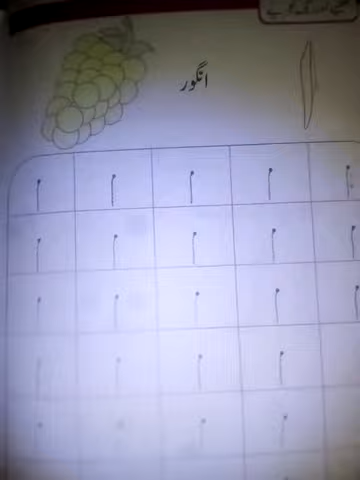 انگور
ا
ا ا ا ا ا
ا ا ا ا ا
ا ا ا ا ا
ا ا ا ا
ا ا ا ا